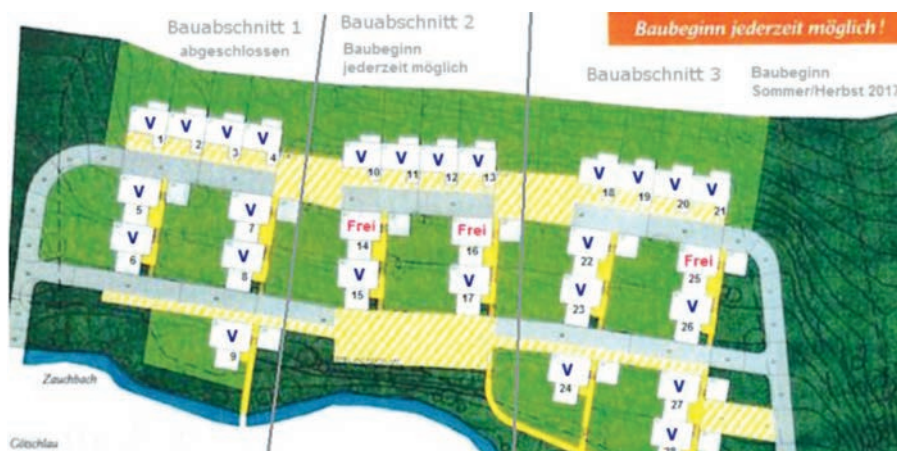 Bauabschnitt 1
abgeschlossen
Bauabschnitt 2
Baubeginn
jederzeit möglich
Baubeginn jederzeit möglich!
Bauabschnitt 3
Baubeginn
Sommer/Herbst 2017
V 1
V 2
V 3
V 4
V 10
V 11
V 12
V 13
V 18
V 19
V 20
V 21
V 5
V 7
Frei 14
Frei 16
V 22
Frei 25
V 6
V 8
V 15
V 17
V 23
V 26
V 9
V 24
V 27
V
Zauchbach
Götschlau